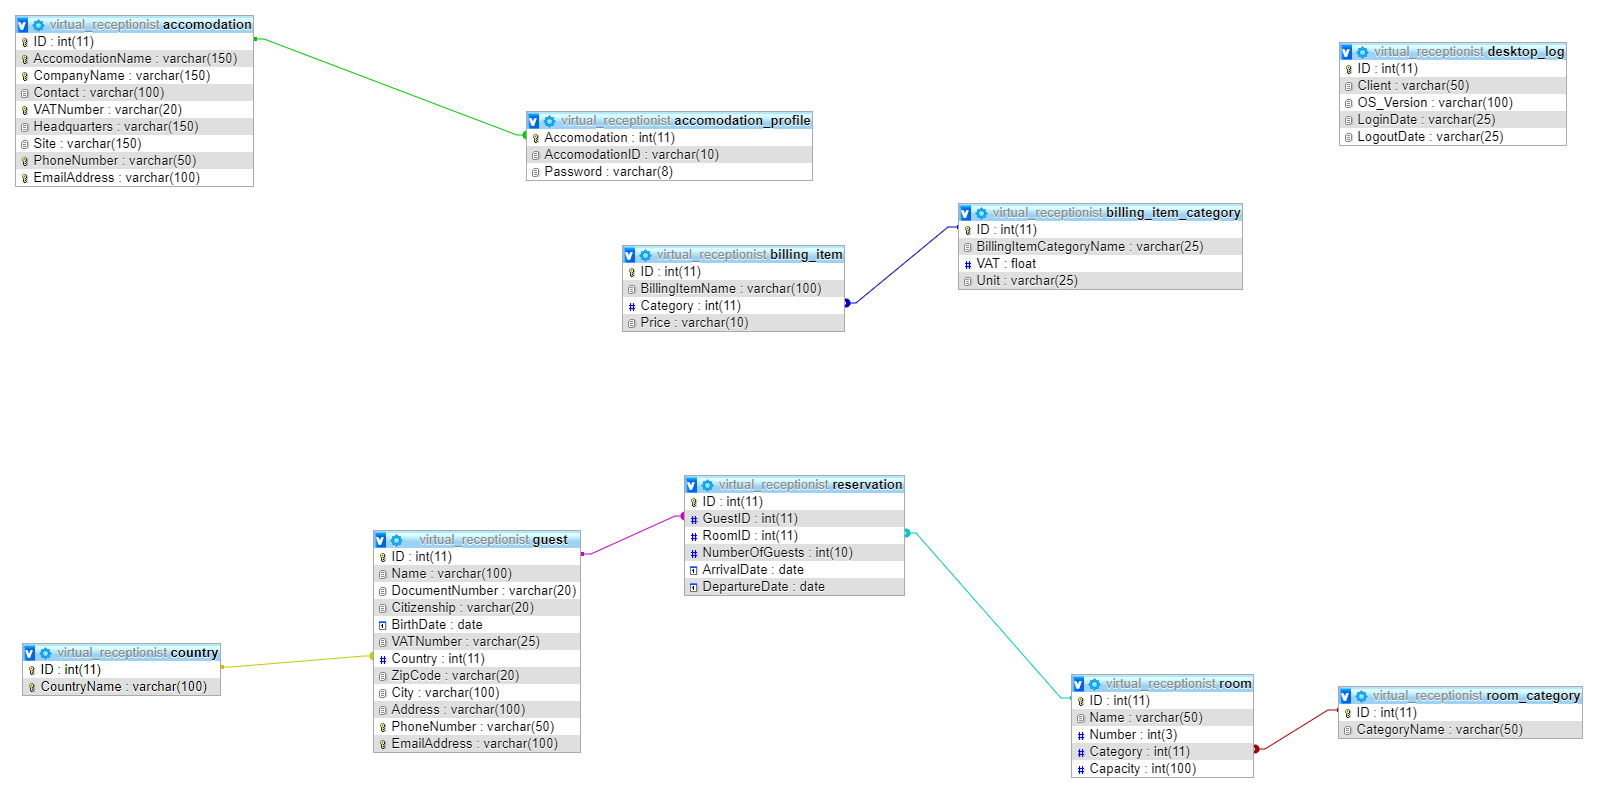 virtual_receptionist accomodation
ID : int(11)
AccomodationName : varchar(150)
CompanyName : varchar(150)
Contact : varchar(100)
VATNumber : varchar(20)
Headquarters : varchar(150)
Site : varchar(150)
PhoneNumber : varchar(50)
EmailAddress : varchar(100)
virtual_receptionist desktop_log
ID : int(11)
Client : varchar(50)
OS_Version : varchar(100)
LoginDate : varchar(25)
LogoutDate : varchar(25)
virtual_receptionist accomodation_profile
Accomodation : int(11)
AccomodationID : varchar(10)
Password : varchar(8)
virtual_receptionist billing_item_category
ID : int(11)
BillingItemCategoryName : varchar(25)
# VAT : float
Unit : varchar(25)
virtual_receptionist billing_item
ID : int(11)
BillingItemName : varchar(100)
# Category : int(11)
Price : varchar(10)
virtual_receptionist reservation
ID : int(11)
# GuestID : int(11)
# RoomID : int(11)
# NumberOfGuests : int(10)
ArrivalDate : date
DepartureDate : date
virtual_receptionist guest
ID : int(11)
Name : varchar(100)
DocumentNumber : varchar(20)
Citizenship : varchar(20)
BirthDate : date
VATNumber : varchar(25)
# Country : int(11)
ZipCode : varchar(20)
City : varchar(100)
Address : varchar(100)
PhoneNumber : varchar(50)
EmailAddress : varchar(100)
virtual_receptionist country
ID : int(11)
CountryName : varchar(100)
virtual_receptionist room
ID : int(11)
Name : varchar(50)
# Number : int(3)
# Category : int(11)
# Capacity : int(100)
virtual_receptionist room_category
ID : int(11)
CategoryName : varchar(50)